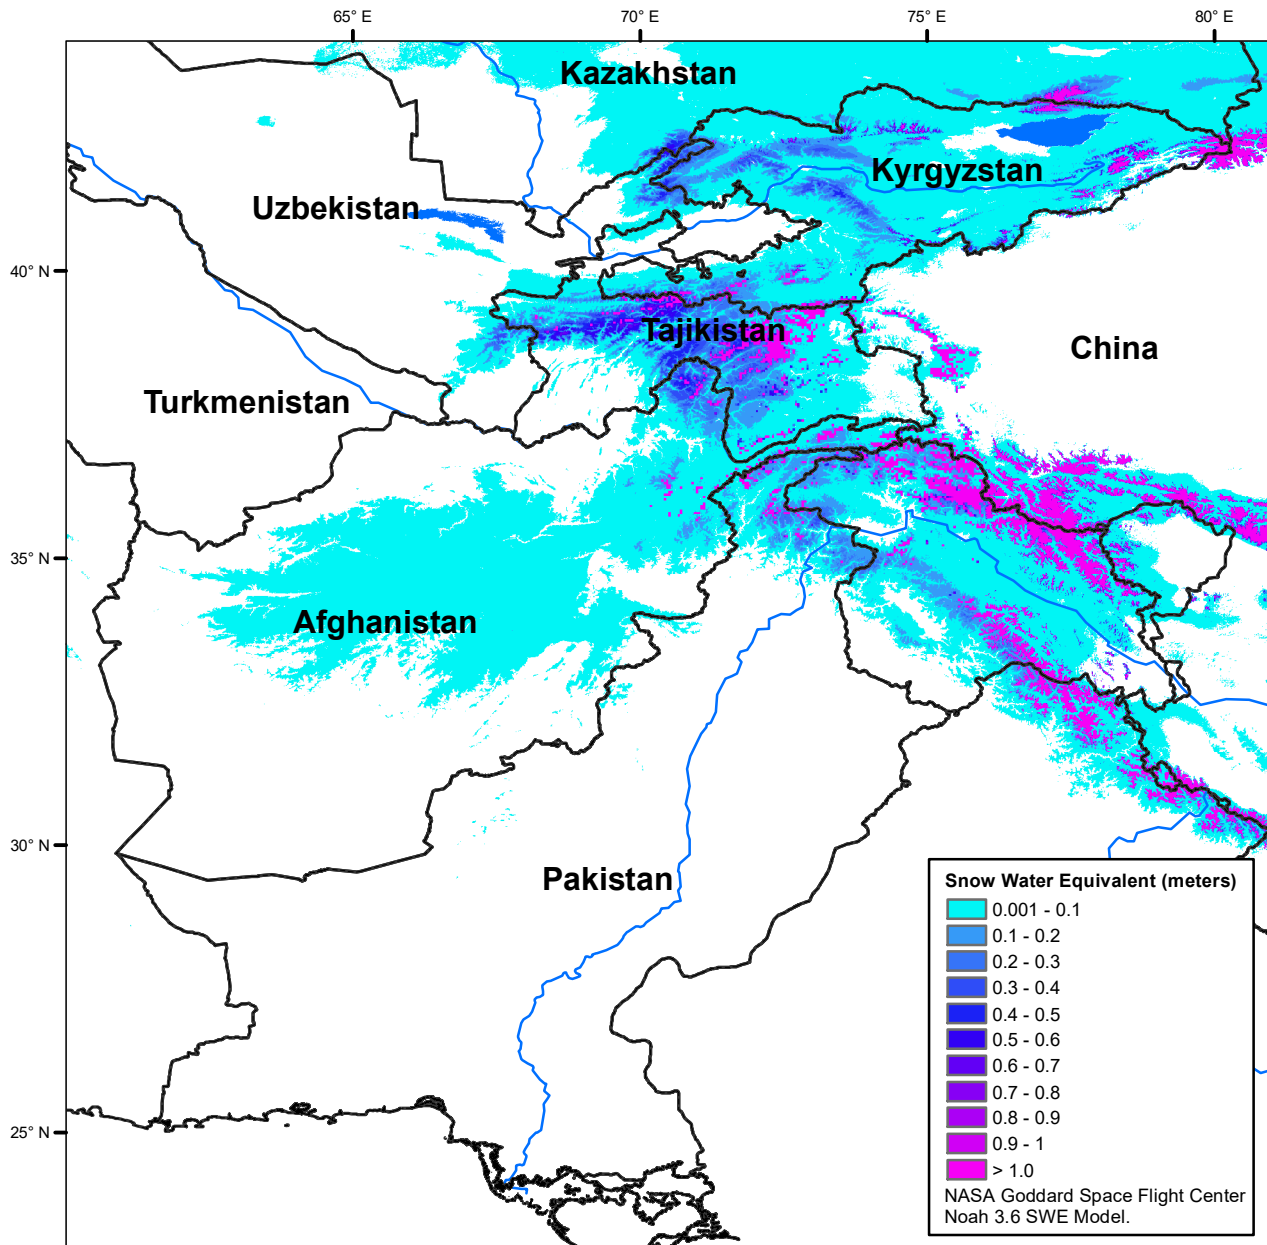 65° E
70° E
75° E
80° E
Kazakhstan
Kyrgyzstan
Uzbekistan
40° N
Tajikistan
China
Turkmenistan
35° N
Afghanistan
30° N
Pakistan
25° N
Snow Water Equivalent (meters)
0.001 - 0.1
0.1 - 0.2
0.2 - 0.3
0.3 - 0.4
0.4 - 0.5
0.5 - 0.6
0.6 - 0.7
0.7 - 0.8
0.8 - 0.9
0.9 - 1
> 1.0
NASA Goddard Space Flight Center
Noah 3.6 SWE Model.